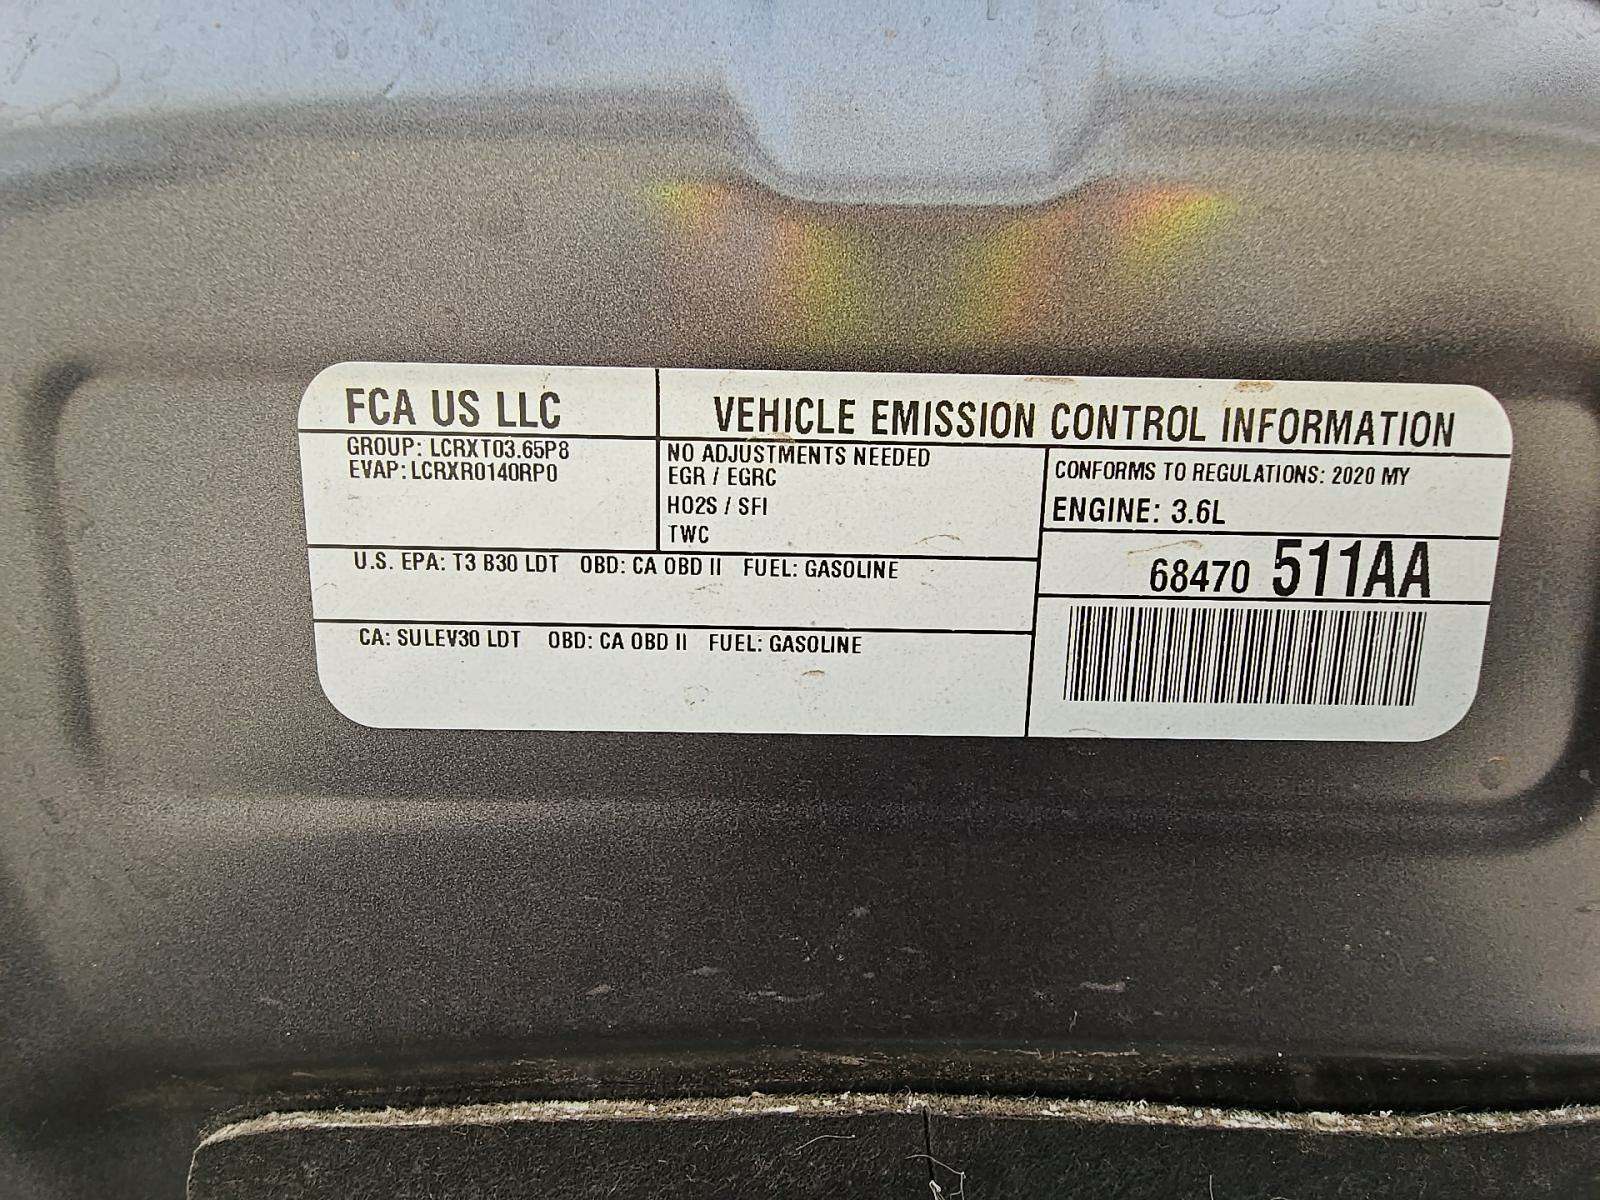 FCA US LLC
VEHICLE EMISSION CONTROL INFORMATION
GROUP: LCRXT03.65P8
EVAP: LCRXR0140RP0
NO ADJUSTMENTS NEEDED
EGR / EGRC
HO2S / SFI
TWC
CONFORMS TO REGULATIONS: 2020 MY
ENGINE: 3.6L
U.S. EPA: T3 B30 LDT OBD: CA OBD II FUEL: GASOLINE
68470 511AA
CA: SULEV30 LDT OBD: CA OBD II FUEL: GASOLINE